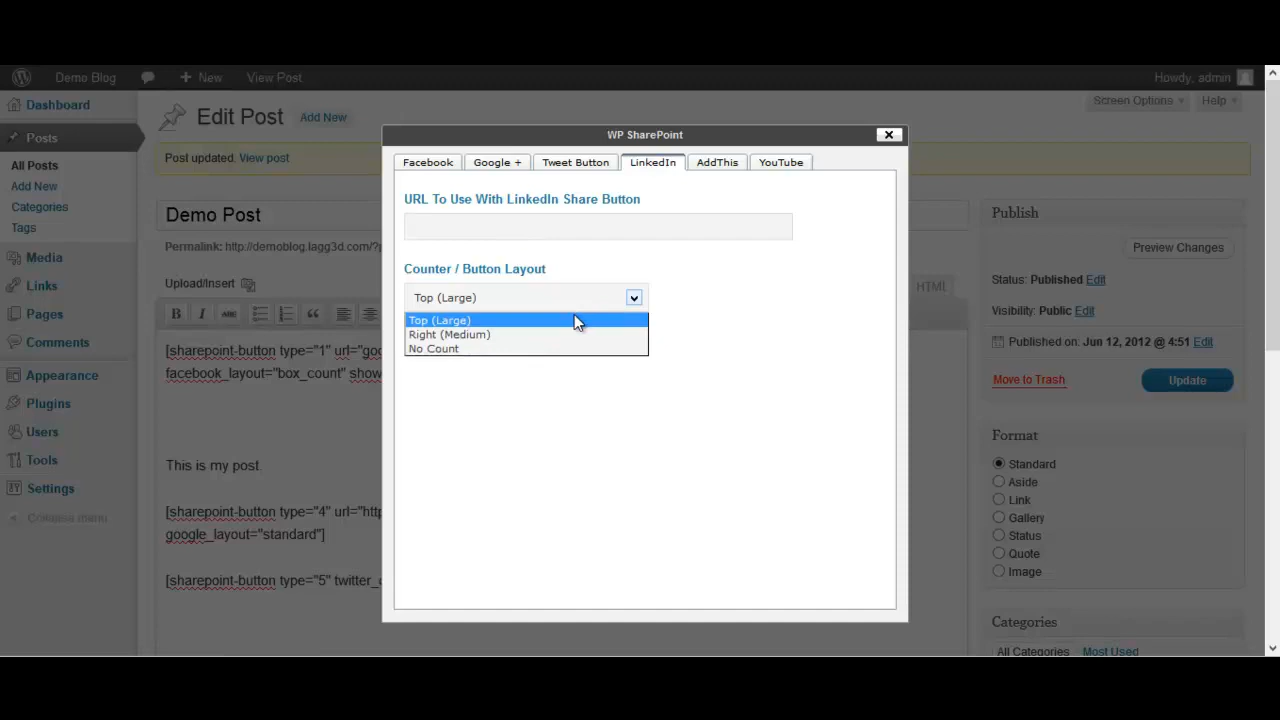 Demo Blog
New
View Post
Howdy, admin
Dashboard
Posts
All Posts
Add New
Categories
Tags
Media
Links
Pages
Comments
Appearance
Plugins
Users
Tools
Settings
Collapse menu
Edit Post
Add New
Screen Options
Help
Post updated. View post
Demo Post
Permalink: http://demoblog.lagg3d.com/?
Upload/Insert
HTML
B I ABC
[sharepoint-button type="1" url="goo
facebook_layout="box_count" show
This is my post.
[sharepoint-button type="4" url="http
google_layout="standard"]
[sharepoint-button type="5" twitter_c
WP SharePoint
Facebook
Google +
Tweet Button
LinkedIn
AddThis
YouTube
URL To Use With LinkedIn Share Button
Counter / Button Layout
Top (Large)
Top (Large)
Right (Medium)
No Count
Publish
Preview Changes
Status: Published Edit
Visibility: Public Edit
Published on: Jun 12, 2012 @ 4:51 Edit
Move to Trash
Update
Format
Standard
Aside
Link
Gallery
Status
Quote
Image
Categories
All Categories
Most Used